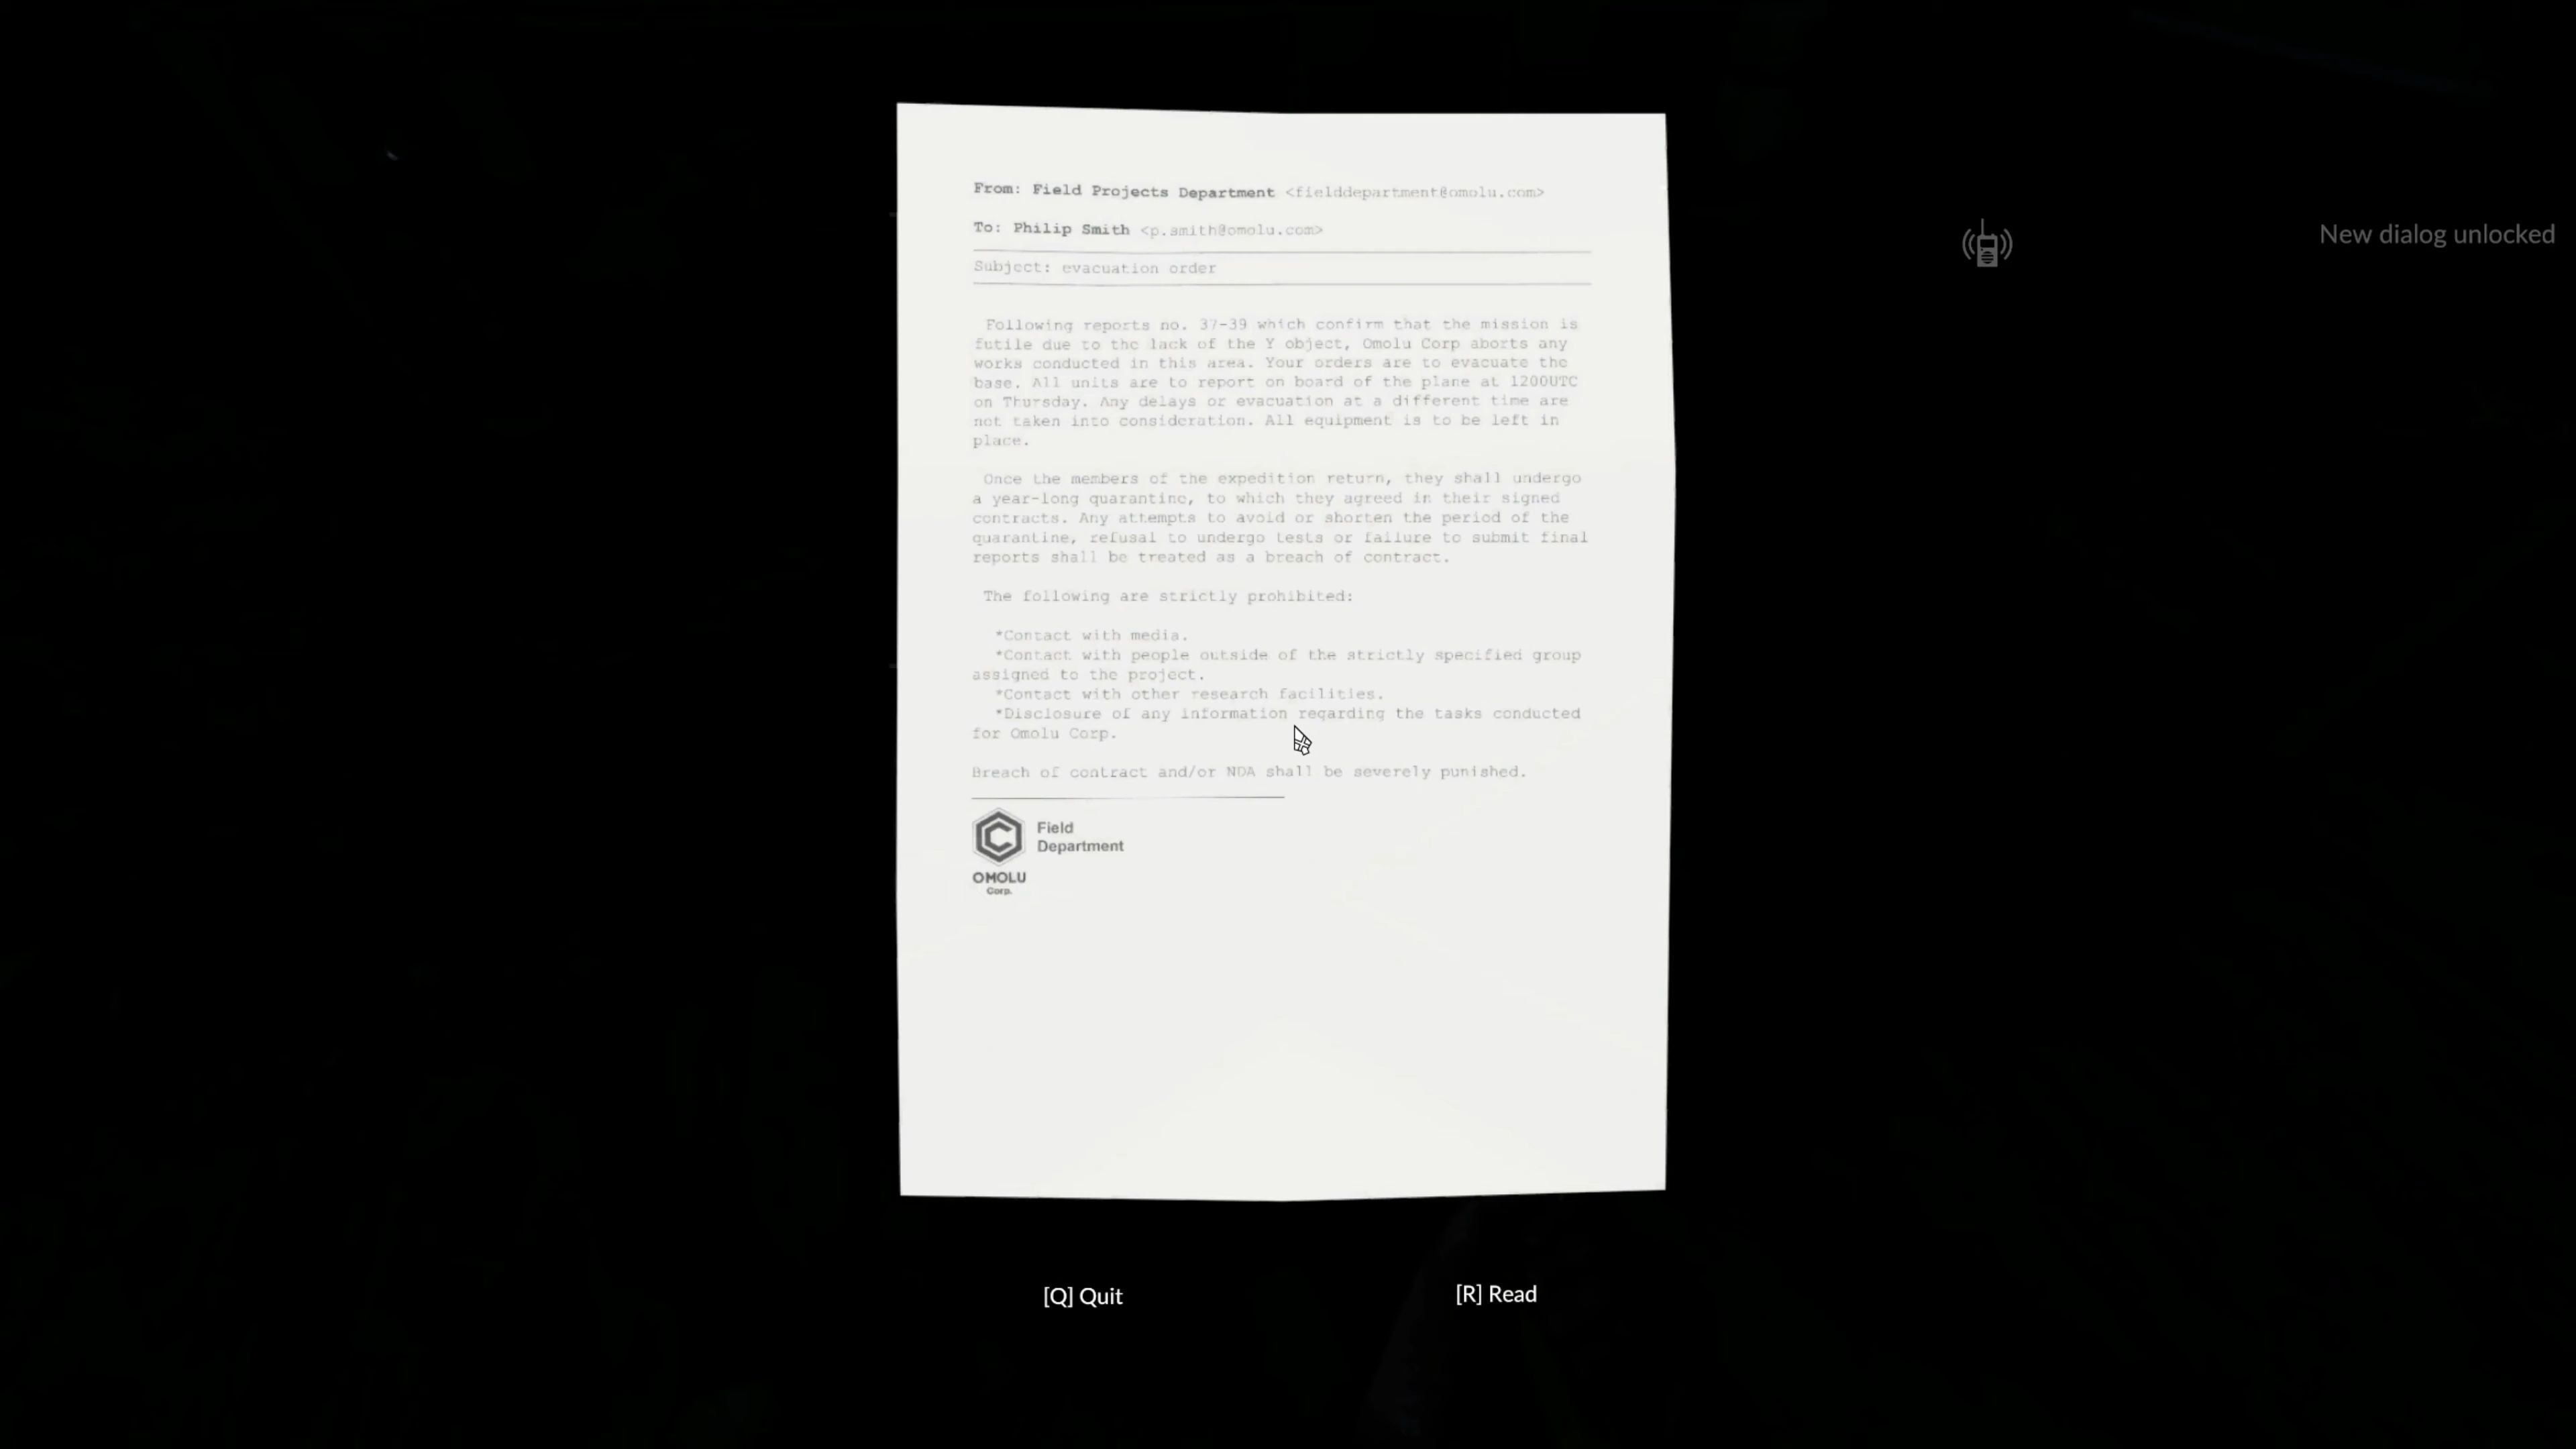 From: Field Projects Department <fielddepartment@omolu.com>
To: Philip Smith <p.smith@omolu.com>
Subject: evacuation order
Following reports no. 37-39 which confirm that the mission is
futile due to the lack of the Y object, Omolu Corp aborts any
works conducted in this area. Your orders are to evacuate the
base. All units are to report on board of the plane at 1200UTC
on Thursday. Any delays or evacuation at a different time are
not taken into consideration. All equipment is to be left in
place.
Once the members of the expedition return, they shall undergo
a year-long quarantine, to which they agreed in their signed
contracts. Any attempts to avoid or shorten the period of the
quarantine, refusal to undergo tests or failure to submit final
reports shall be treated as a breach of contract.
The following are strictly prohibited:
*Contact with media.
*Contact with people outside of the strictly specified group
assigned to the project.
*Contact with other research facilities.
*Disclosure of any information regarding the tasks conducted
for Omolu Corp.
Breach of contract and/or NDA shall be severely punished.
Field
Department
OMOLU
Corp.
New dialog unlocked
[Q] Quit
[R] Read